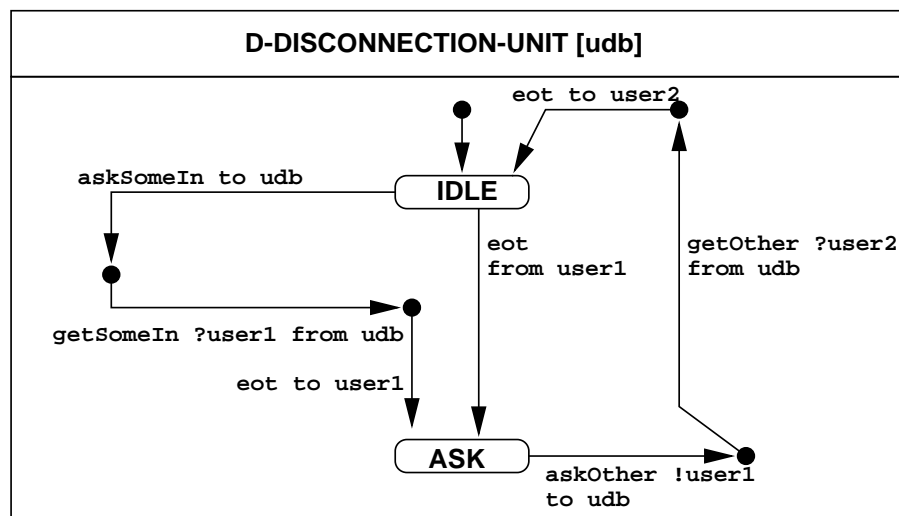 D-DISCONNECTION-UNIT [udb]
eot to user2
askSomeIn to udb
IDLE
eot
from user1
getOther ?user2
from udb
getSomeIn ?user1 from udb
eot to user1
ASK
askOther !user1
to udb